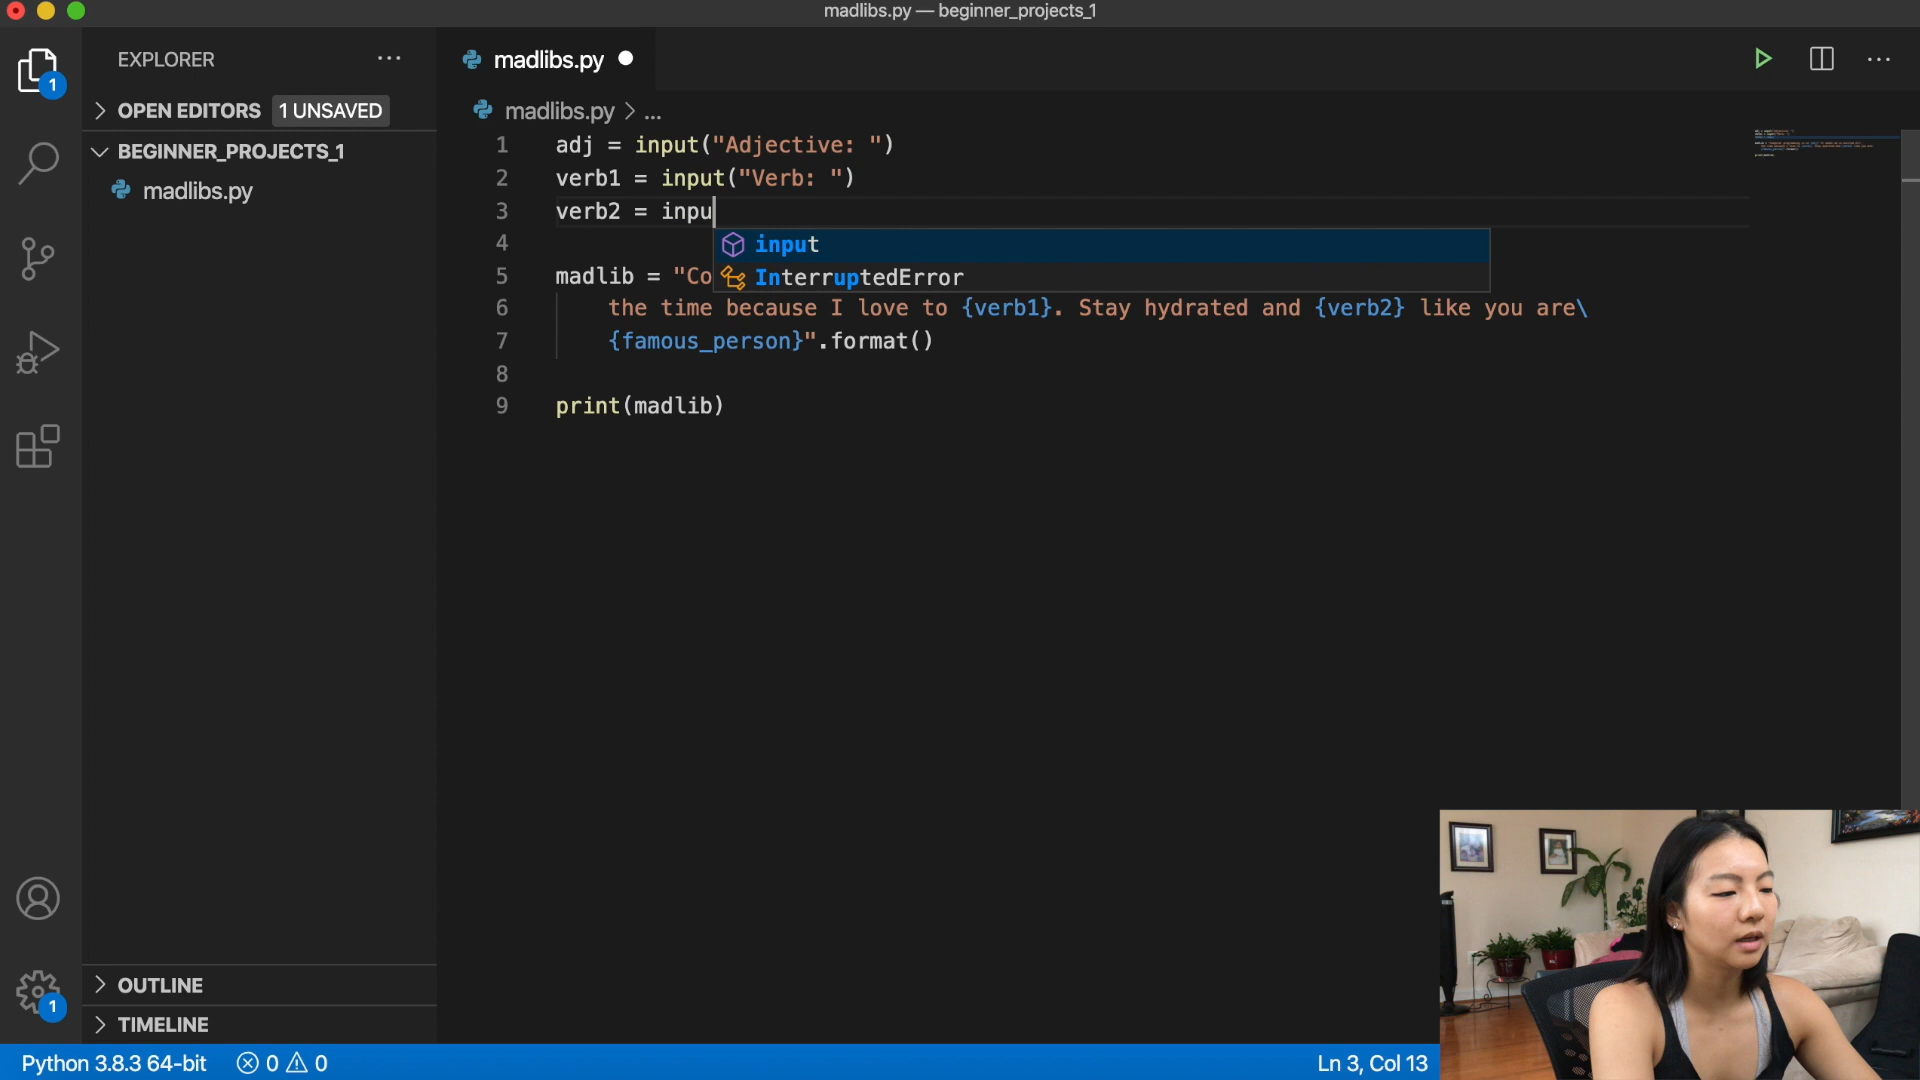 madlibs.py — beginner_projects_1
EXPLORER
madlibs.py
1
OPEN EDITORS 1 UNSAVED
madlibs.py > ...
BEGINNER_PROJECTS_1
madlibs.py
1 adj = input("Adjective: ")
2 verb1 = input("Verb: ")
3 verb2 = inpu
4
input
5 madlib = "Co
InterruptedError
6 the time because I love to {verb1}. Stay hydrated and {verb2} like you are\
7 {famous_person}".format()
8
9 print(madlib)
OUTLINE
1
TIMELINE
Python 3.8.3 64-bit 0 0
Ln 3, Col 13